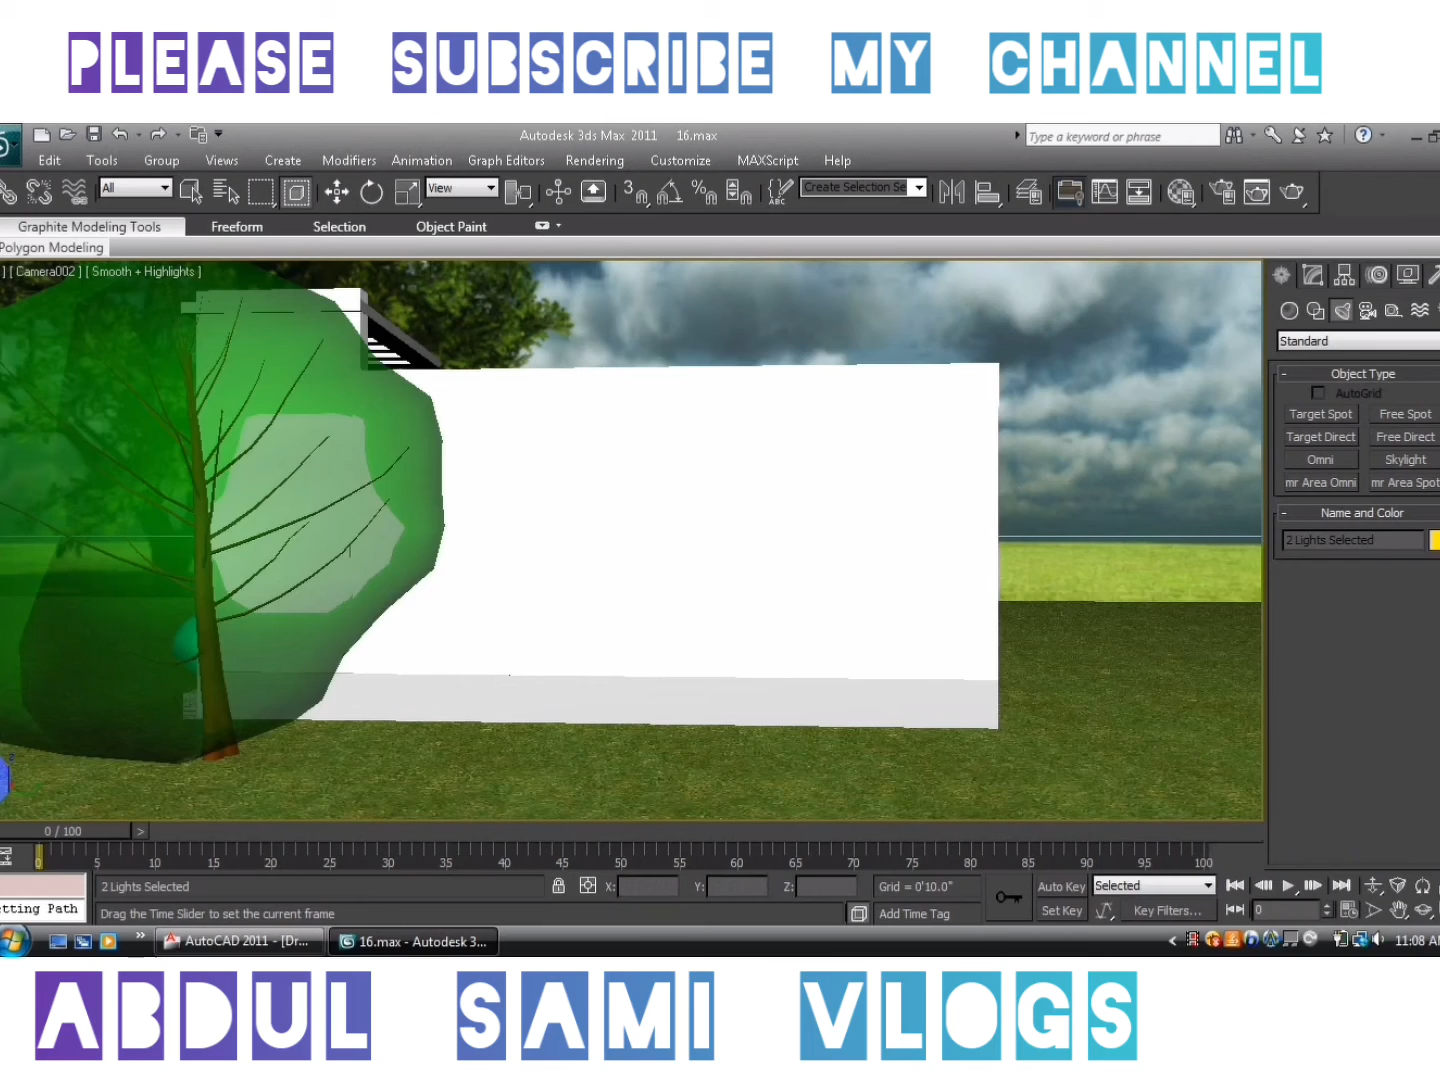 PLEASE SUBSCRIBE MY CHANNEL
Autodesk 3ds Max 2011 16.max
Type a keyword or phrase
Edit Tools Group Views Create Modifiers Animation Graph Editors Rendering Customize MAXScript Help
All
View
3
ABC
Create Selection Se
Graphite Modeling Tools Freeform Selection Object Paint
Polygon Modeling
] [ Camera002 ] [ Smooth + Highlights ]
Standard
- Object Type
AutoGrid
Target Spot Free Spot
Target Direct Free Direct
Omni Skylight
mr Area Omni mr Area Spot
- Name and Color
2 Lights Selected
0 / 100 >
0 5 10 15 20 25 30 35 40 45 50 55 60 65 70 75 80 85 90 95 100
2 Lights Selected X: Y: Z: Grid = 0'10.0" Auto Key Selected
etting Path Drag the Time Slider to set the current frame Add Time Tag Set Key Key Filters... 0
» AutoCAD 2011 - [Dr... 16.max - Autodesk 3... < 11:08 AM
ABDUL SAMI VLOGS